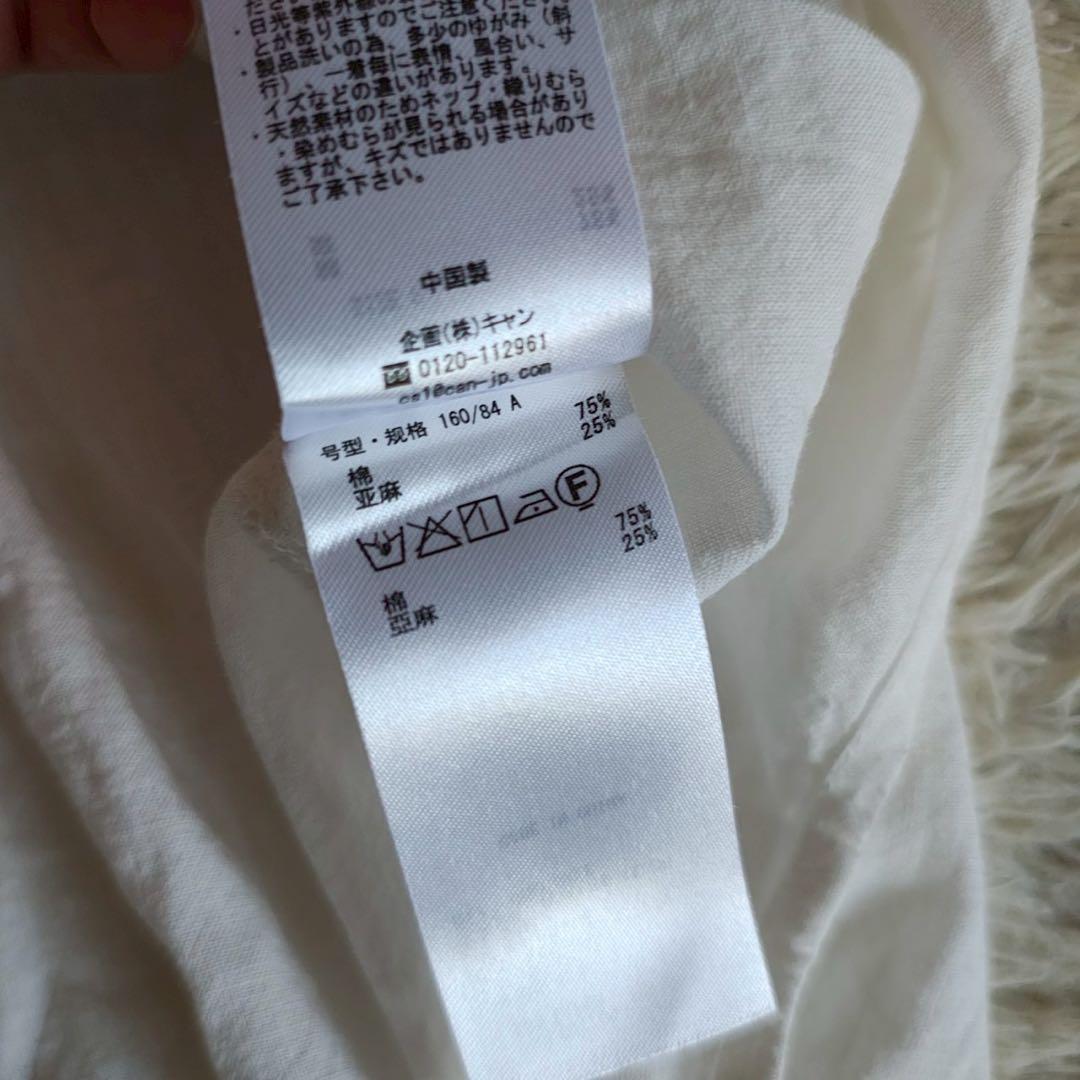 日光等紫外線の
とがありますのでご注意くださ
・製品洗いの為、多少のゆがみ(斜
行)、一着毎に表情、風合い、サ
イズなどの違いがあります。
・天然素材のためネップ・織りむら
・染めむらが見られる場合があり
ますが、キズではありませんので
ご了承下さい。
中国製
企画(株)キャン
0120-112961
cs1@can-jp.com
号型・规格 160/84 A
棉 75%
亚麻 25%
F
棉 75%
亞麻 25%